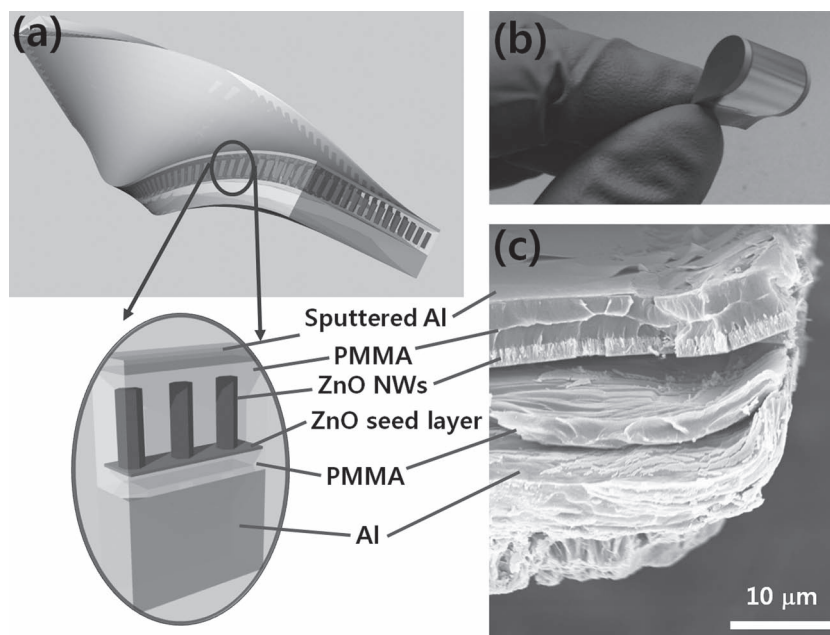 (a)
(b)
(c)
Sputtered Al
PMMA
ZnO NWs
ZnO seed layer
PMMA
Al
10 μm